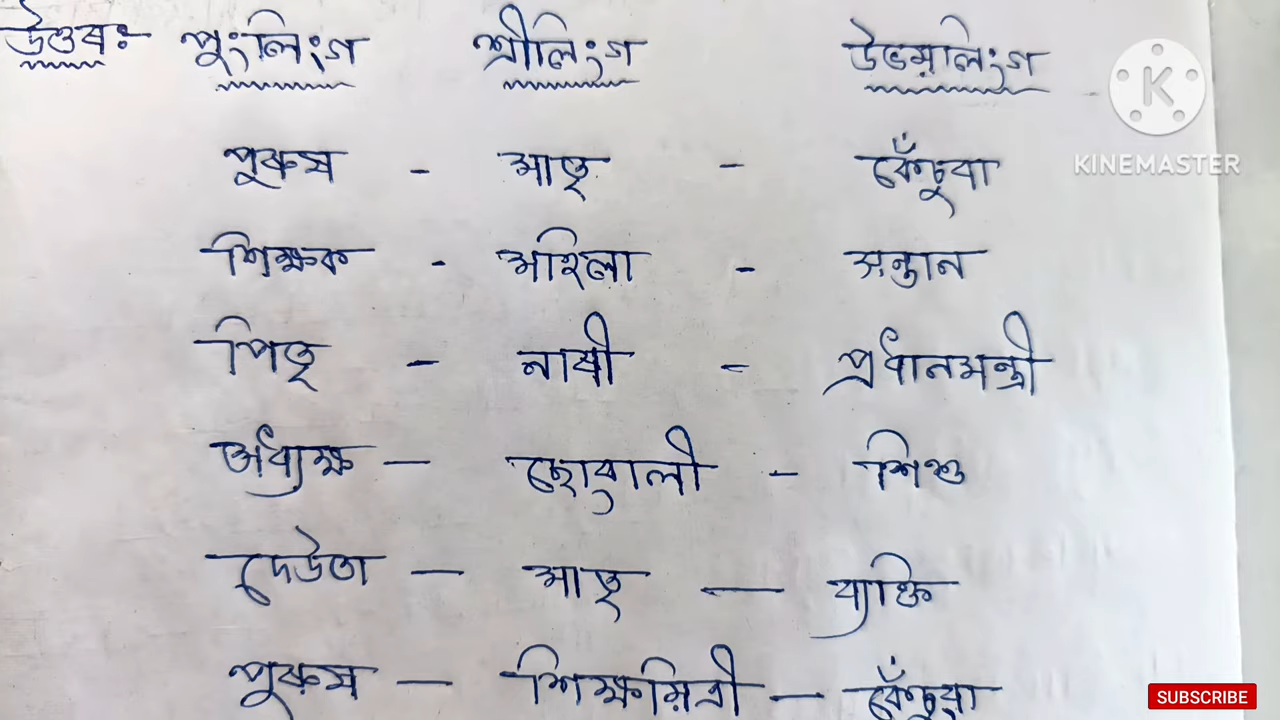 উত্তৰঃ পুংলিংগ স্ত্ৰীলিংগ উভয়লিংগ
KINEMASTER
পুৰুষ - মাতৃ - কেঁচুৱা
শিক্ষক - মহিলা - সন্তান
পিতৃ - নাৰী - প্ৰধানমন্ত্ৰী
অধ্যক্ষ - ছোৱালী - শিশু
দেউতা - মাতৃ - ব্যক্তি
পুৰুষ - শিক্ষয়িত্ৰী - কেঁচুৱা
SUBSCRIBE